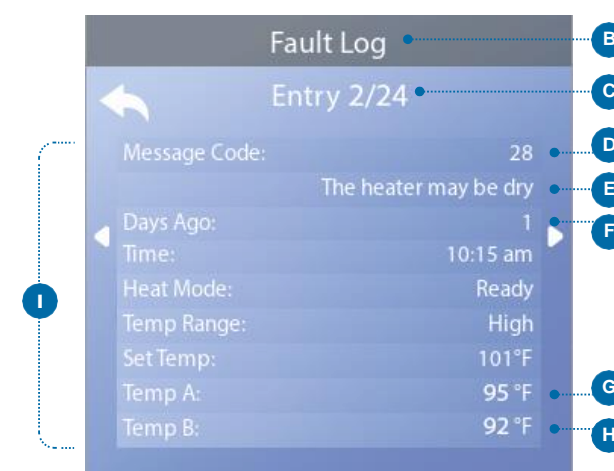 Fault Log B
Entry 2/24 C
Message Code: 28 D
The heater may be dry E
Days Ago: 1 F
Time: 10:15 am
Heat Mode: Ready
I
Temp Range: High
Set Temp: 101°F
Temp A: 95 °F G
Temp B: 92 °F H